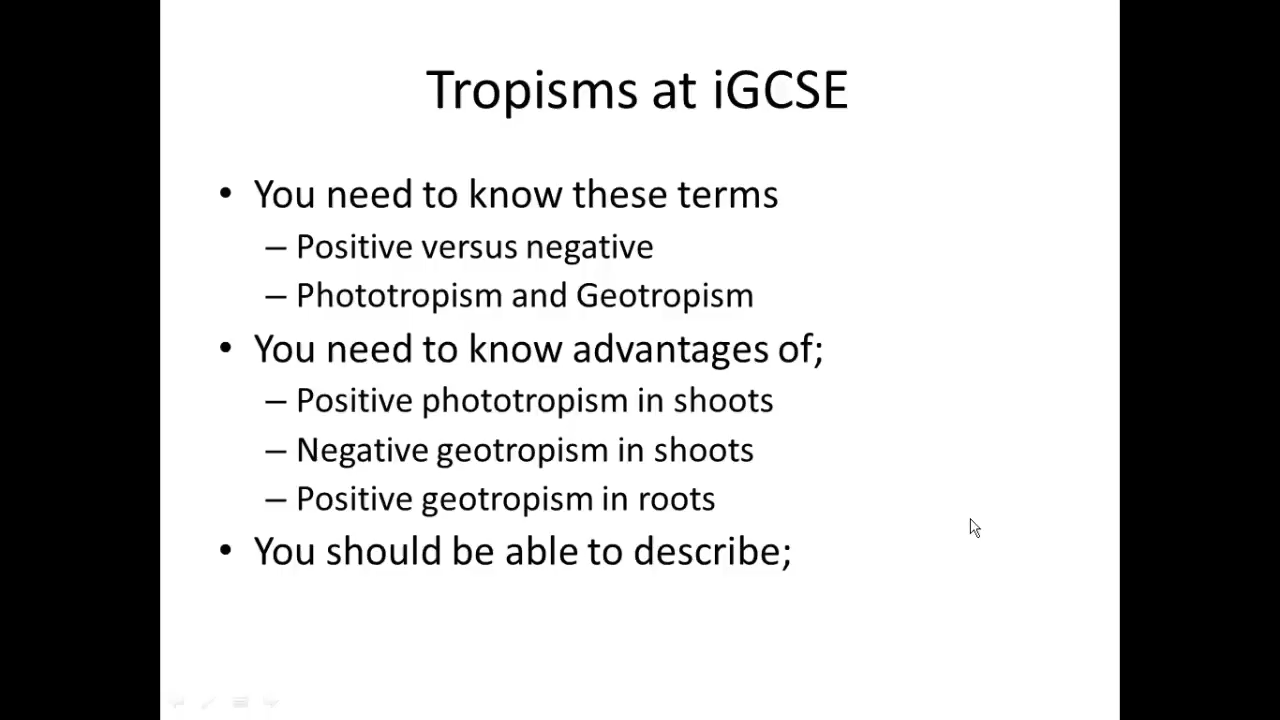 Tropisms at iGCSE
• You need to know these terms
– Positive versus negative
– Phototropism and Geotropism
• You need to know advantages of;
– Positive phototropism in shoots
– Negative geotropism in shoots
– Positive geotropism in roots
• You should be able to describe;